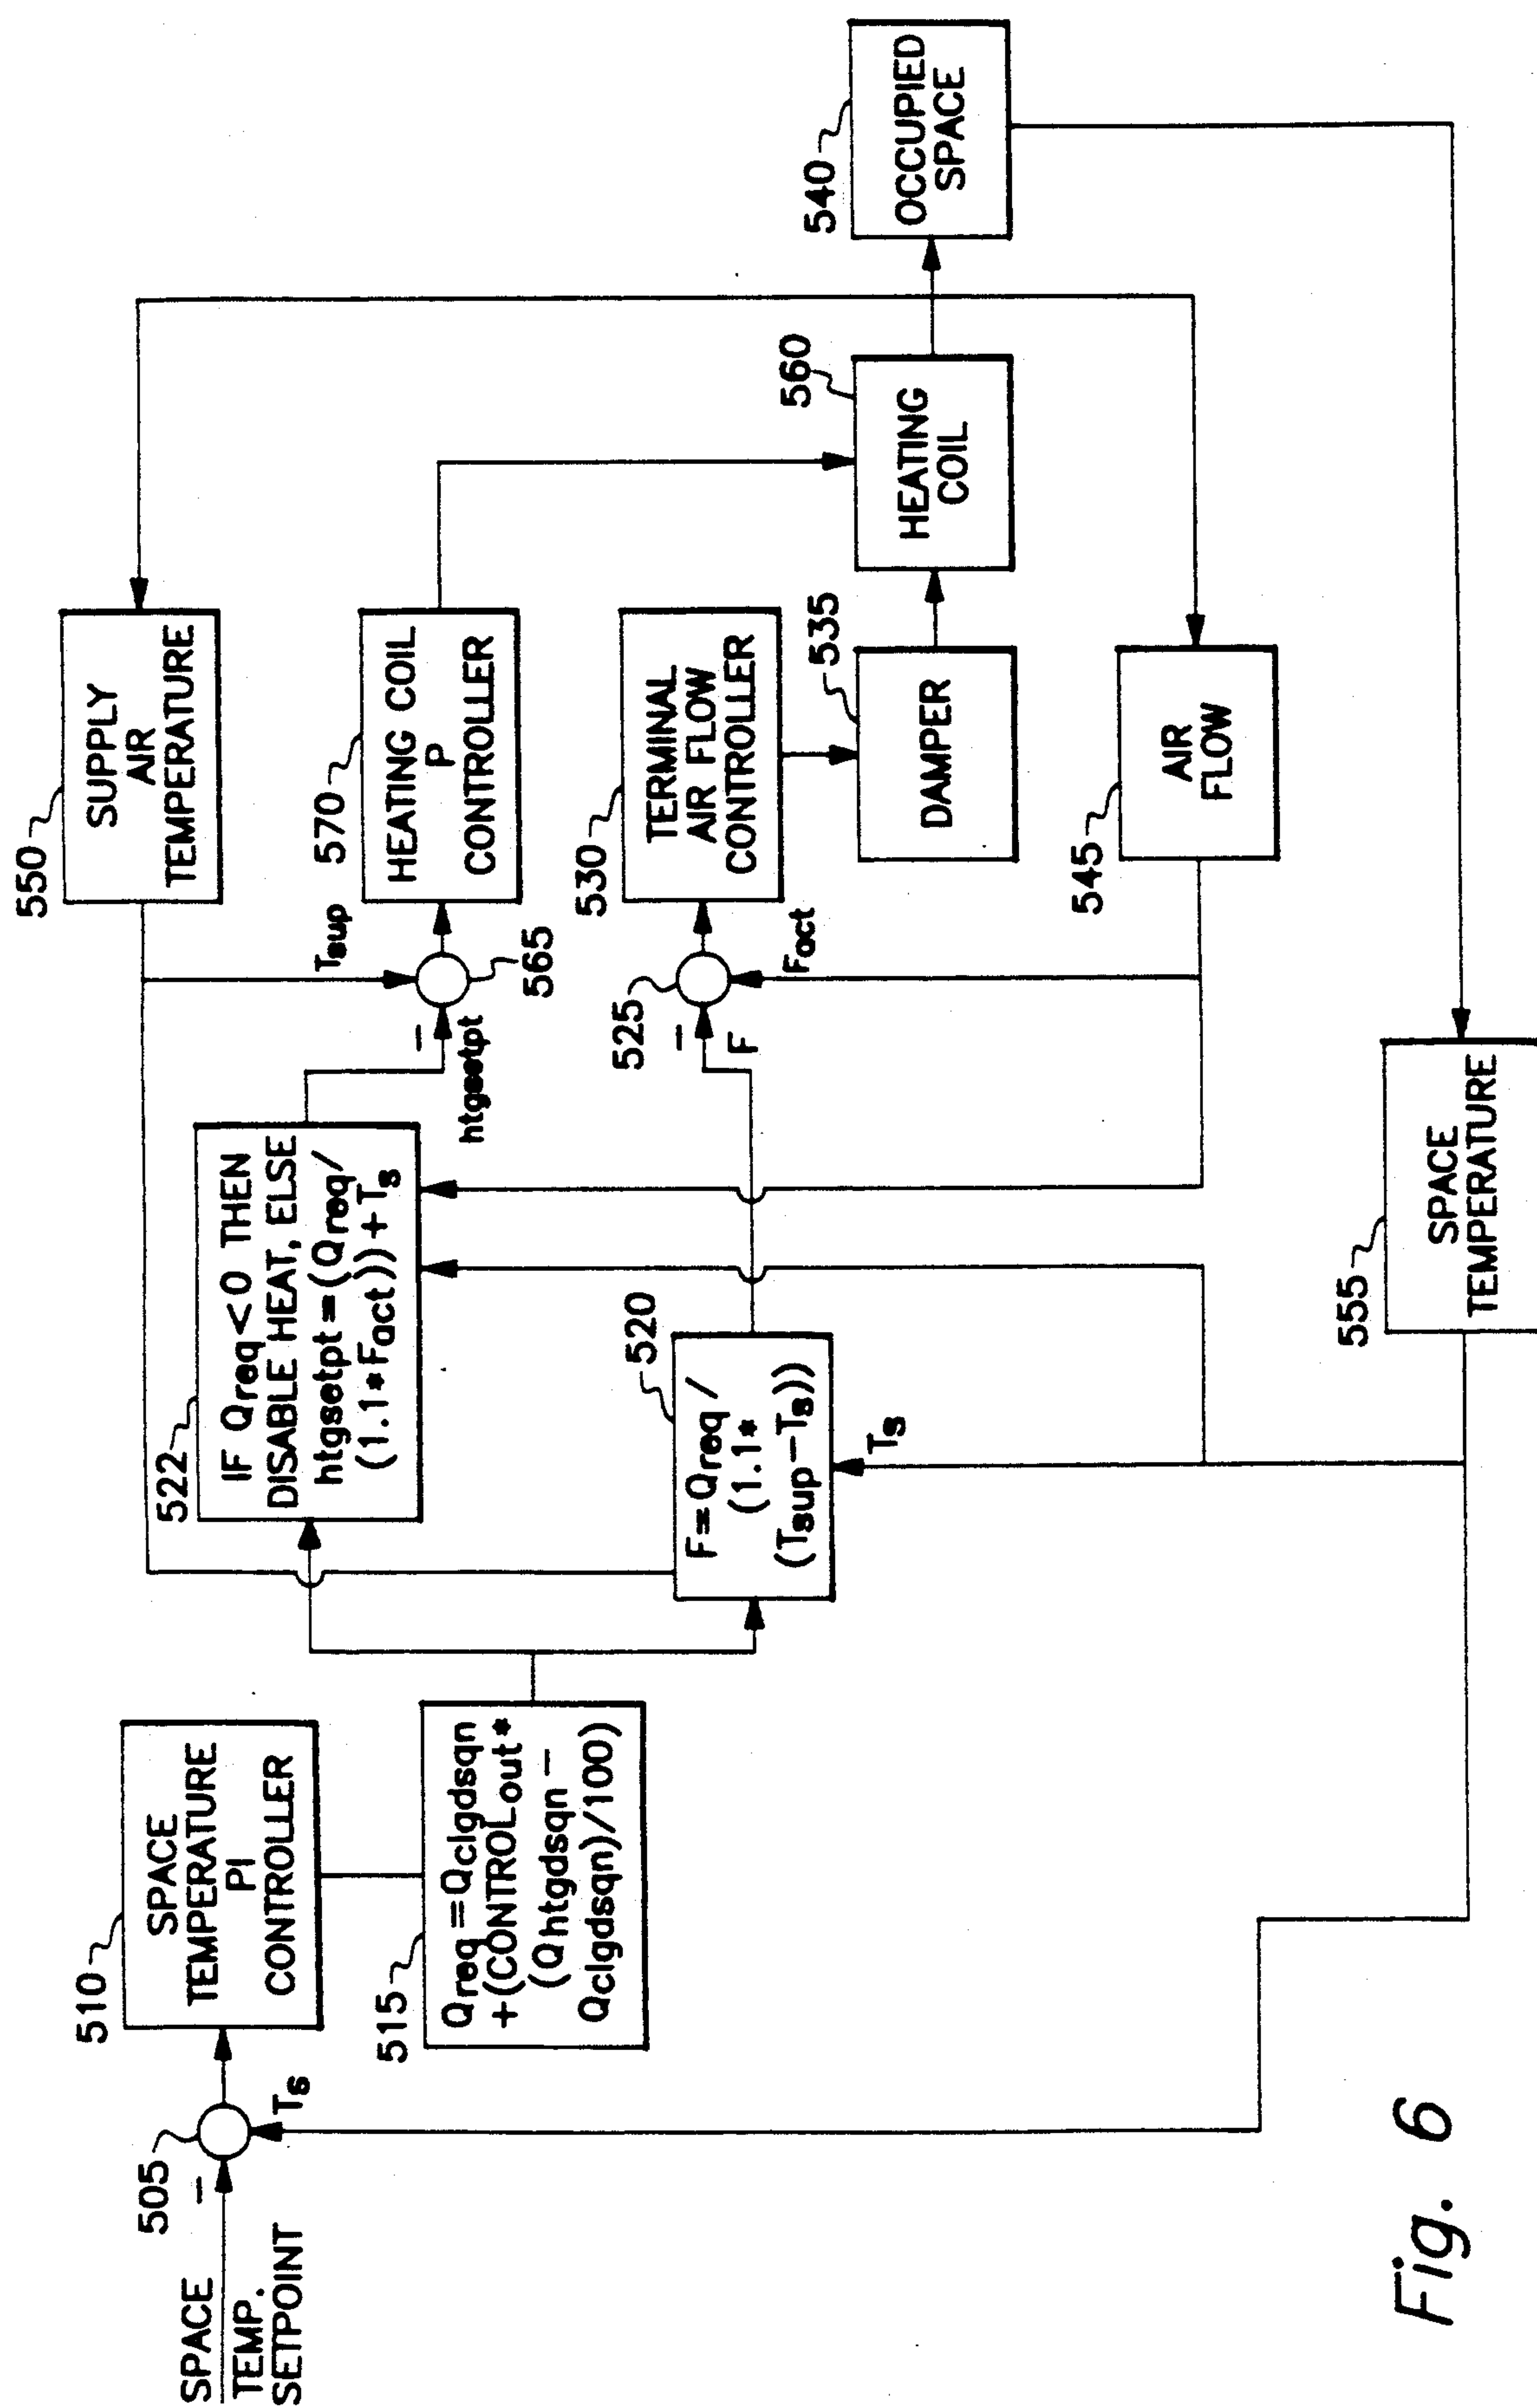 SPACE
TEMP.
SETPOINT
505
−
Ts
510
SPACE
TEMPERATURE
PI
CONTROLLER
515
Qreq=Qclgdsqn
+(CONTROLout*
(Qhtgdsqn−
Qclgdsqn)/100)
522
IF Qreq<0 THEN
DISABLE HEAT, ELSE
htgsetpt=(Qreq/
(1.1*Fact))+Ts
520
F=Qreq/
(1.1*
(Tsup−Ts))
Ts
550
SUPPLY
AIR
TEMPERATURE
Tsup
−
htgsetpt
565
570
HEATING COIL
P
CONTROLLER
525
−
F
Fact
530
TERMINAL
AIR FLOW
CONTROLLER
535
DAMPER
560
HEATING
COIL
540
OCCUPIED
SPACE
545
AIR
FLOW
555
SPACE
TEMPERATURE
Fig. 6